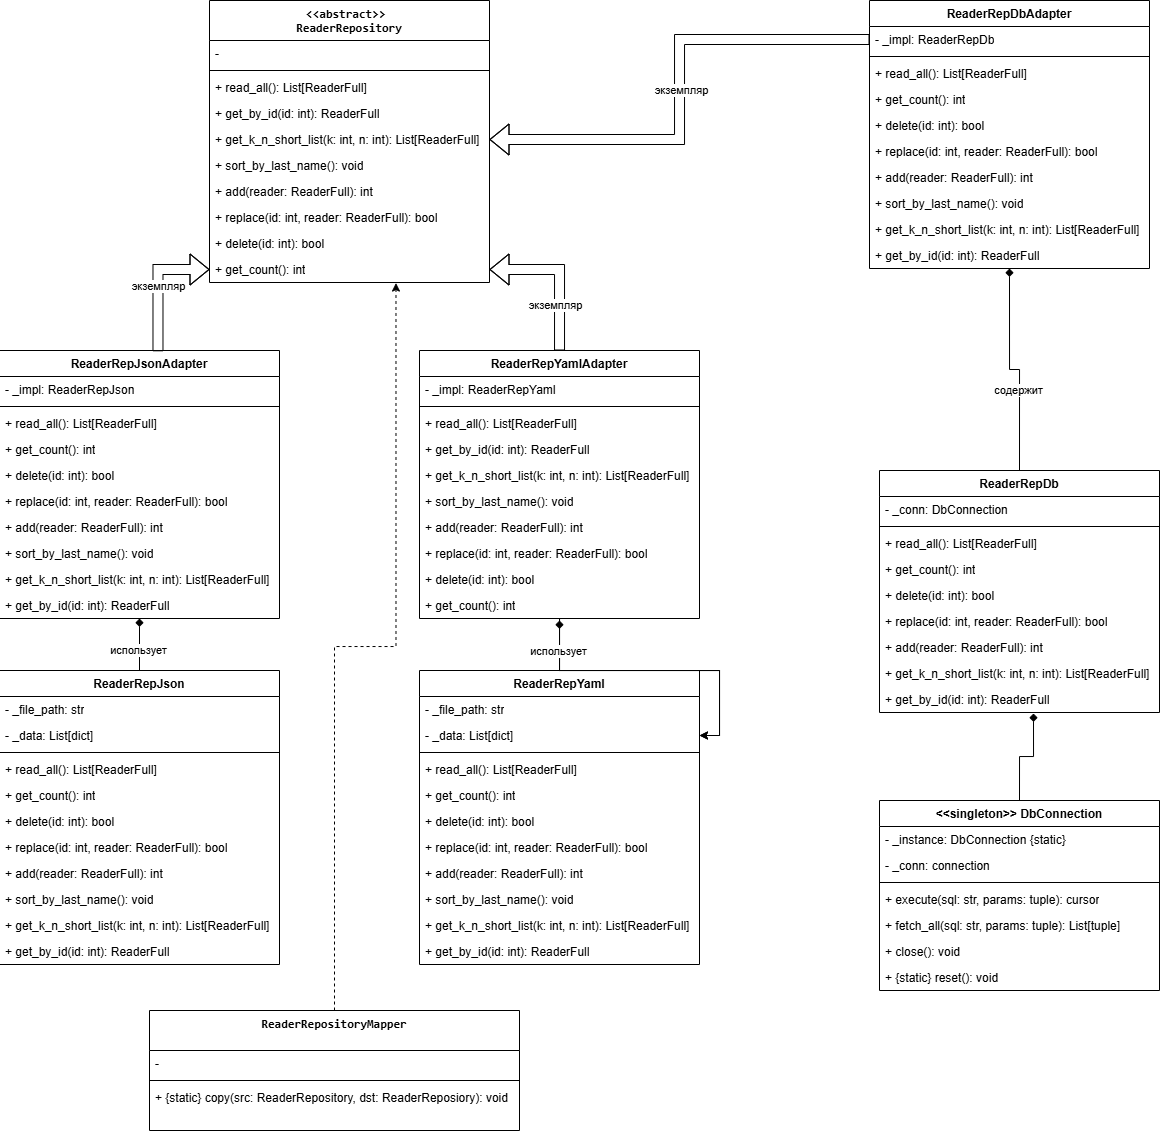 <<abstract>>
ReaderRepository
-
+ read_all(): List[ReaderFull]
+ get_by_id(id: int): ReaderFull
+ get_k_n_short_list(k: int, n: int): List[ReaderFull]
+ sort_by_last_name(): void
+ add(reader: ReaderFull): int
+ replace(id: int, reader: ReaderFull): bool
+ delete(id: int): bool
+ get_count(): int
экземпляр
ReaderRepDbAdapter
- _impl: ReaderRepDb
+ read_all(): List[ReaderFull]
+ get_count(): int
+ delete(id: int): bool
+ replace(id: int, reader: ReaderFull): bool
+ add(reader: ReaderFull): int
+ sort_by_last_name(): void
+ get_k_n_short_list(k: int, n: int): List[ReaderFull]
+ get_by_id(id: int): ReaderFull
экземпляр
экземпляр
ReaderRepJsonAdapter
- _impl: ReaderRepJson
+ read_all(): List[ReaderFull]
+ get_count(): int
+ delete(id: int): bool
+ replace(id: int, reader: ReaderFull): bool
+ add(reader: ReaderFull): int
+ sort_by_last_name(): void
+ get_k_n_short_list(k: int, n: int): List[ReaderFull]
+ get_by_id(id: int): ReaderFull
ReaderRepYamlAdapter
- _impl: ReaderRepYaml
+ read_all(): List[ReaderFull]
+ get_by_id(id: int): ReaderFull
+ get_k_n_short_list(k: int, n: int): List[ReaderFull]
+ sort_by_last_name(): void
+ add(reader: ReaderFull): int
+ replace(id: int, reader: ReaderFull): bool
+ delete(id: int): bool
+ get_count(): int
содержит
ReaderRepDb
- _conn: DbConnection
+ read_all(): List[ReaderFull]
+ get_count(): int
+ delete(id: int): bool
+ replace(id: int, reader: ReaderFull): bool
+ add(reader: ReaderFull): int
+ get_k_n_short_list(k: int, n: int): List[ReaderFull]
+ get_by_id(id: int): ReaderFull
использует
использует
ReaderRepJson
- _file_path: str
- _data: List[dict]
+ read_all(): List[ReaderFull]
+ get_count(): int
+ delete(id: int): bool
+ replace(id: int, reader: ReaderFull): bool
+ add(reader: ReaderFull): int
+ sort_by_last_name(): void
+ get_k_n_short_list(k: int, n: int): List[ReaderFull]
+ get_by_id(id: int): ReaderFull
ReaderRepYaml
- _file_path: str
- _data: List[dict]
+ read_all(): List[ReaderFull]
+ get_count(): int
+ delete(id: int): bool
+ replace(id: int, reader: ReaderFull): bool
+ add(reader: ReaderFull): int
+ sort_by_last_name(): void
+ get_k_n_short_list(k: int, n: int): List[ReaderFull]
+ get_by_id(id: int): ReaderFull
<<singleton>> DbConnection
- _instance: DbConnection {static}
- _conn: connection
+ execute(sql: str, params: tuple): cursor
+ fetch_all(sql: str, params: tuple): List[tuple]
+ close(): void
+ {static} reset(): void
ReaderRepositoryMapper
-
+ {static} copy(src: ReaderRepository, dst: ReaderReposiory): void